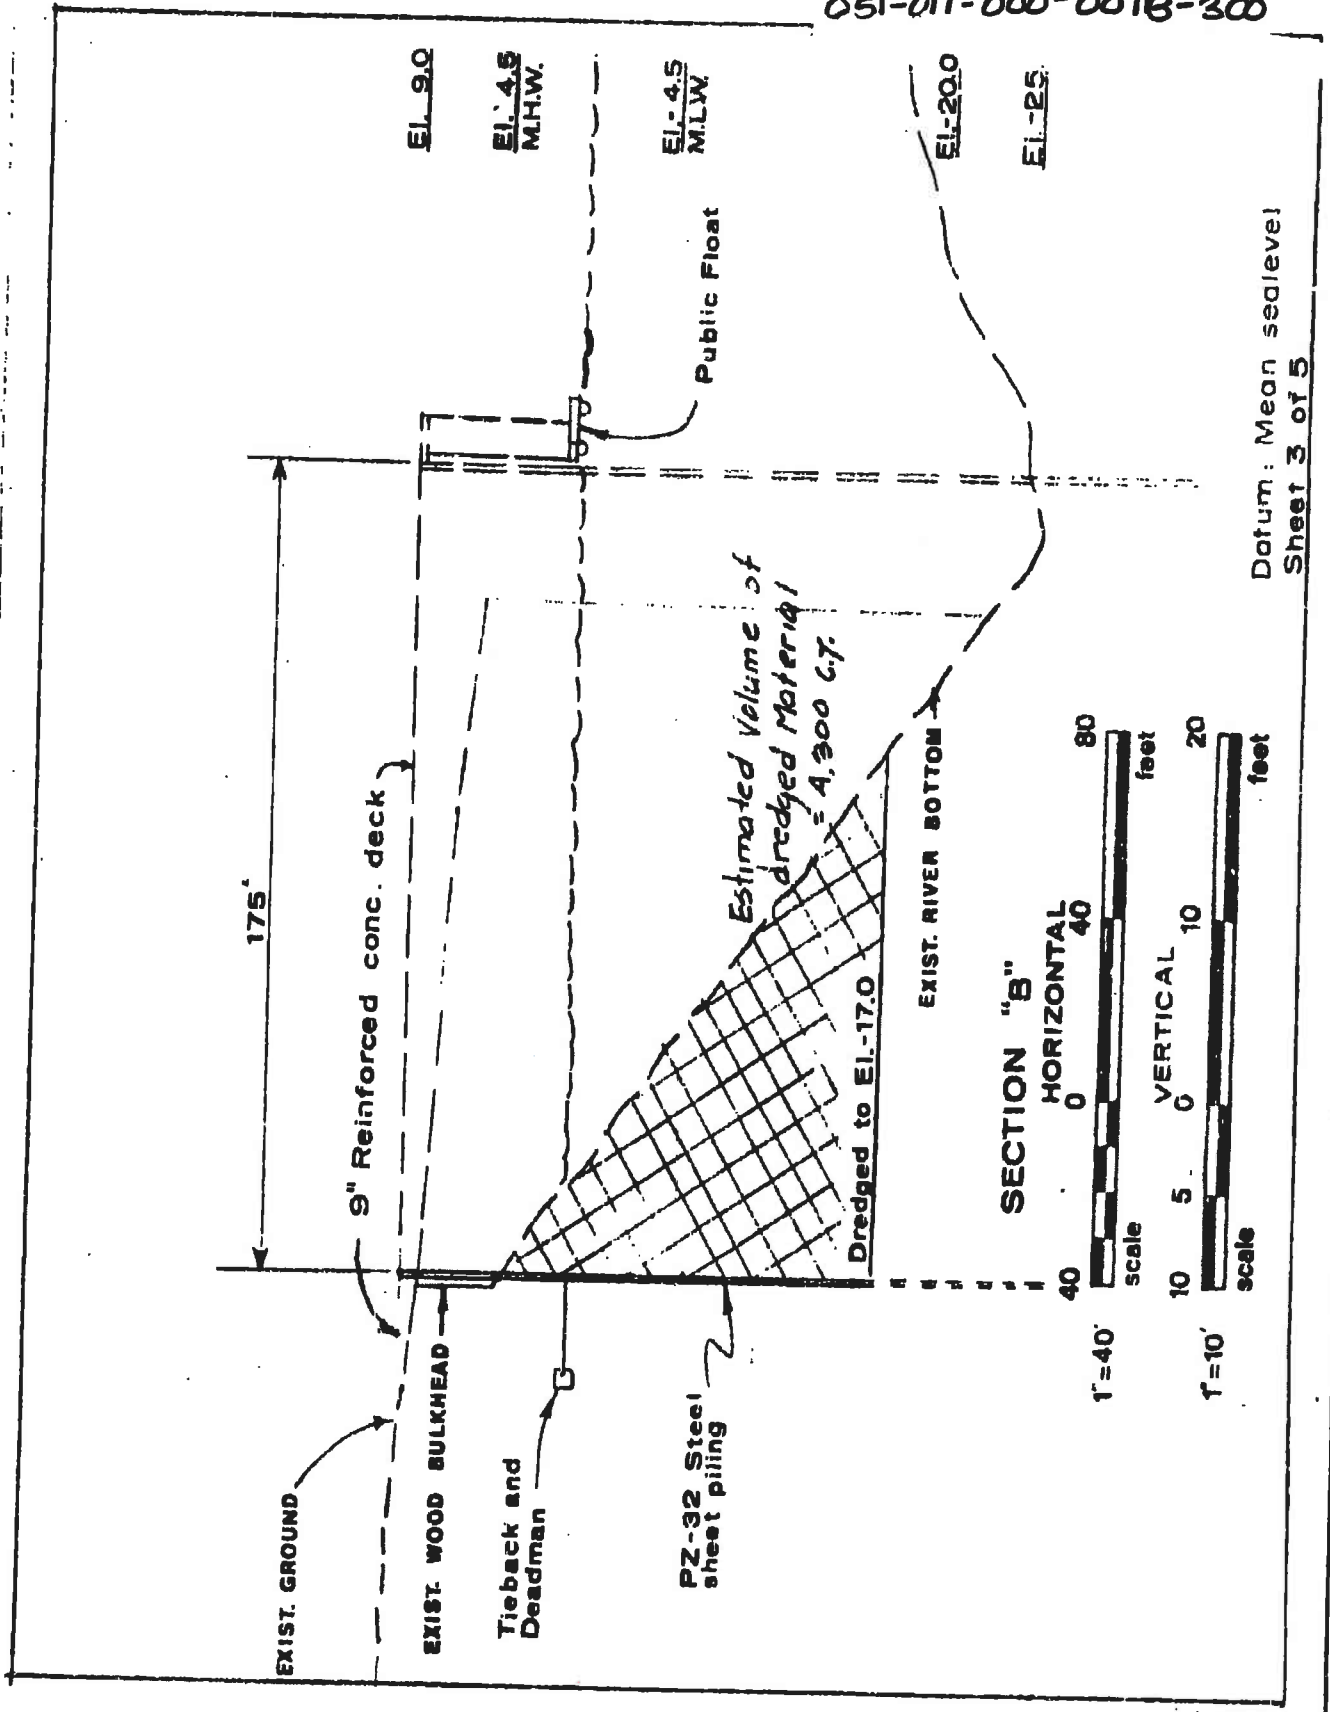 051-011-000-001B-300
El. 9.0
El. 4.5
M.H.W.
El.-4.5
M.L.W.
El.-20.0
El.-25.
175'
9" Reinforced conc. deck
Public Float
EXIST. GROUND
EXIST. WOOD BULKHEAD
Tieback and
Deadman
PZ-32 Steel
sheet piling
Estimated Volume of
dredged Material
= 4,300 C.Y.
Dredged to El.-17.0
EXIST. RIVER BOTTOM
SECTION "B"
HORIZONTAL
40 0 40 80
1"=40' scale feet
VERTICAL
10 5 0 10 20
1"=10' scale feet
Datum: Mean sealevel
Sheet 3 of 5